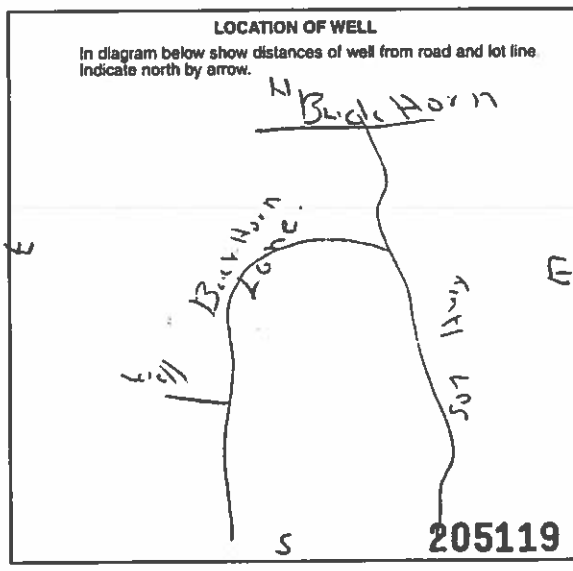 LOCATION OF WELL
In diagram below show distances of well from road and lot line
Indicate north by arrow.
N
Buck Horn
Buck Horn
Lane.
W
E
Hwy
507
Well
S
205119